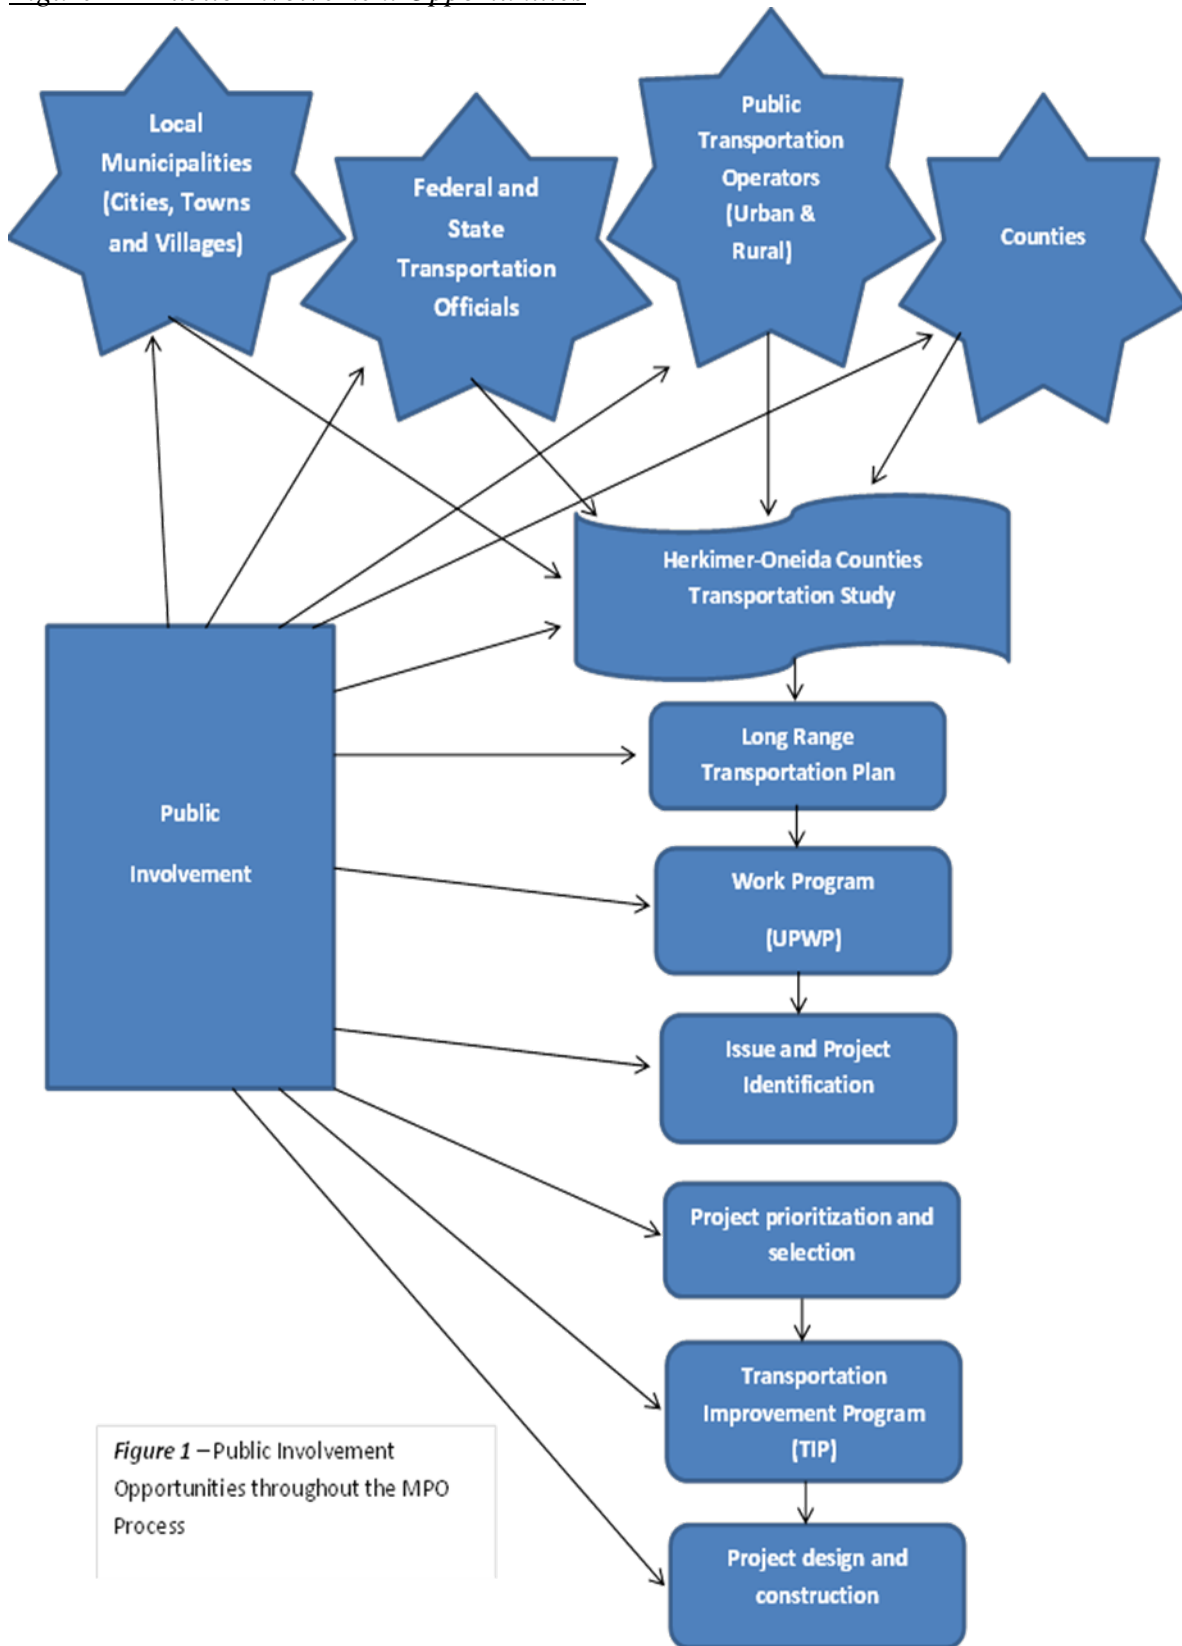 Local
Municipalities
(Cities, Towns
and Villages)
Federal and
State
Transportation
Officials
Public
Transportation
Operators
(Urban &
Rural)
Counties
Herkimer-Oneida Counties
Transportation Study
Public
Involvement
Long Range
Transportation Plan
Work Program
(UPWP)
Issue and Project
Identification
Project prioritization and
selection
Transportation
Improvement Program
(TIP)
Project design and
construction
Figure 1 – Public Involvement
Opportunities throughout the MPO
Process